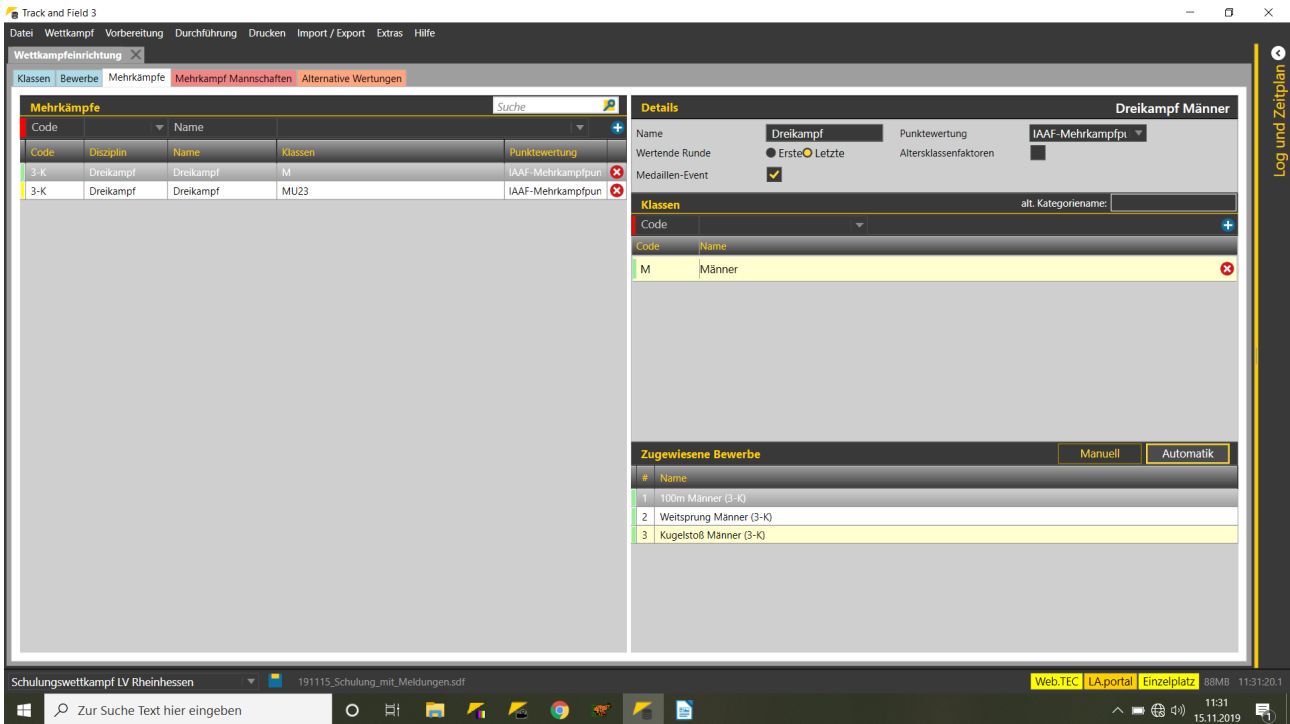 Track and Field 3
Datei Wettkampf Vorbereitung Durchführung Drucken Import / Export Extras Hilfe
Wettkampfeinrichtung
Klassen Bewerbe Mehrkämpfe Mehrkampf Mannschaften Alternative Wertungen
Mehrkämpfe Suche
Code Name
Code Disziplin Name Klassen Punktewertung
3-K Dreikampf Dreikampf M IAAF-Mehrkampfpun
3-K Dreikampf Dreikampf MU23 IAAF-Mehrkampfpun
Details Dreikampf Männer
Name Dreikampf Punktewertung IAAF-Mehrkampfpu
Wertende Runde Erste Letzte Altersklassenfaktoren
Medaillen-Event
Klassen alt. Kategoriename:
Code
Code Name
M Männer
Zugewiesene Bewerbe Manuell Automatik
# Name
1 100m Männer (3-K)
2 Weitsprung Männer (3-K)
3 Kugelstoß Männer (3-K)
Log und Zeitplan
Schulungswettkampf LV Rheinhessen 191115_Schulung_mit_Meldungen.sdf Web.TEC LA.portal Einzelplatz 88MB 11:31:20.1
Zur Suche Text hier eingeben
11:31
15.11.2019